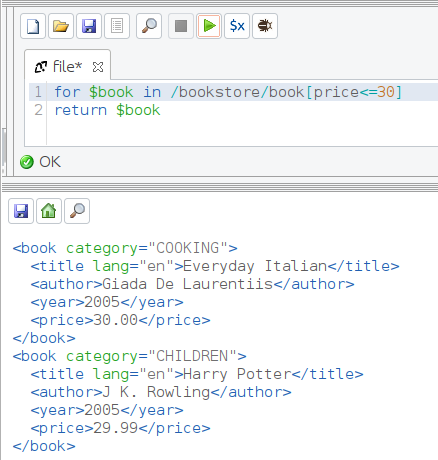 $x
file*
1 for $book in /bookstore/book[price<=30]
2 return $book
OK
<book category="COOKING">
<title lang="en">Everyday Italian</title>
<author>Giada De Laurentiis</author>
<year>2005</year>
<price>30.00</price>
</book>
<book category="CHILDREN">
<title lang="en">Harry Potter</title>
<author>J K. Rowling</author>
<year>2005</year>
<price>29.99</price>
</book>